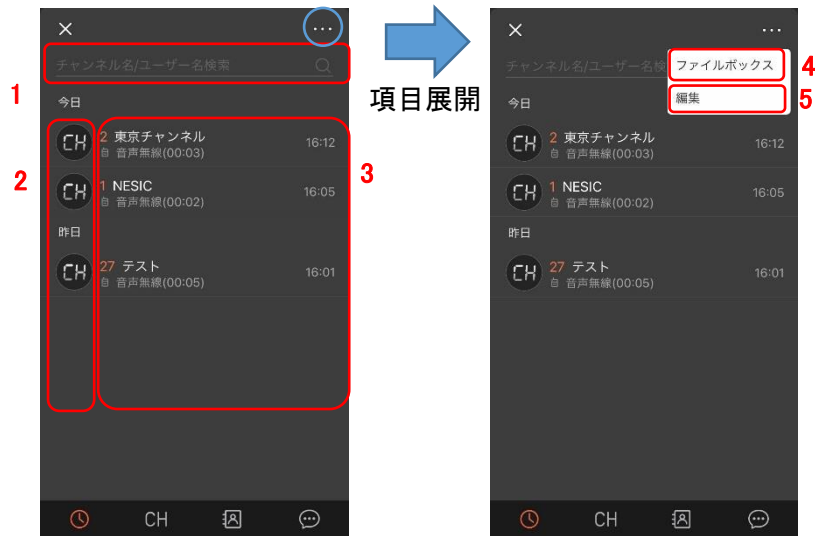 チャンネル名/ユーザー名検索
1
今日
CH
2 東京チャンネル
自 音声無線(00:03)
16:12
2
CH
1 NESIC
自 音声無線(00:02)
16:05
3
昨日
CH
27 テスト
自 音声無線(00:05)
16:01
CH
項目展開
チャンネル名/ユーザー名検
ファイルボックス
4
編集
5
今日
CH
2 東京チャンネル
自 音声無線(00:03)
16:12
CH
1 NESIC
自 音声無線(00:02)
16:05
昨日
CH
27 テスト
自 音声無線(00:05)
16:01
CH